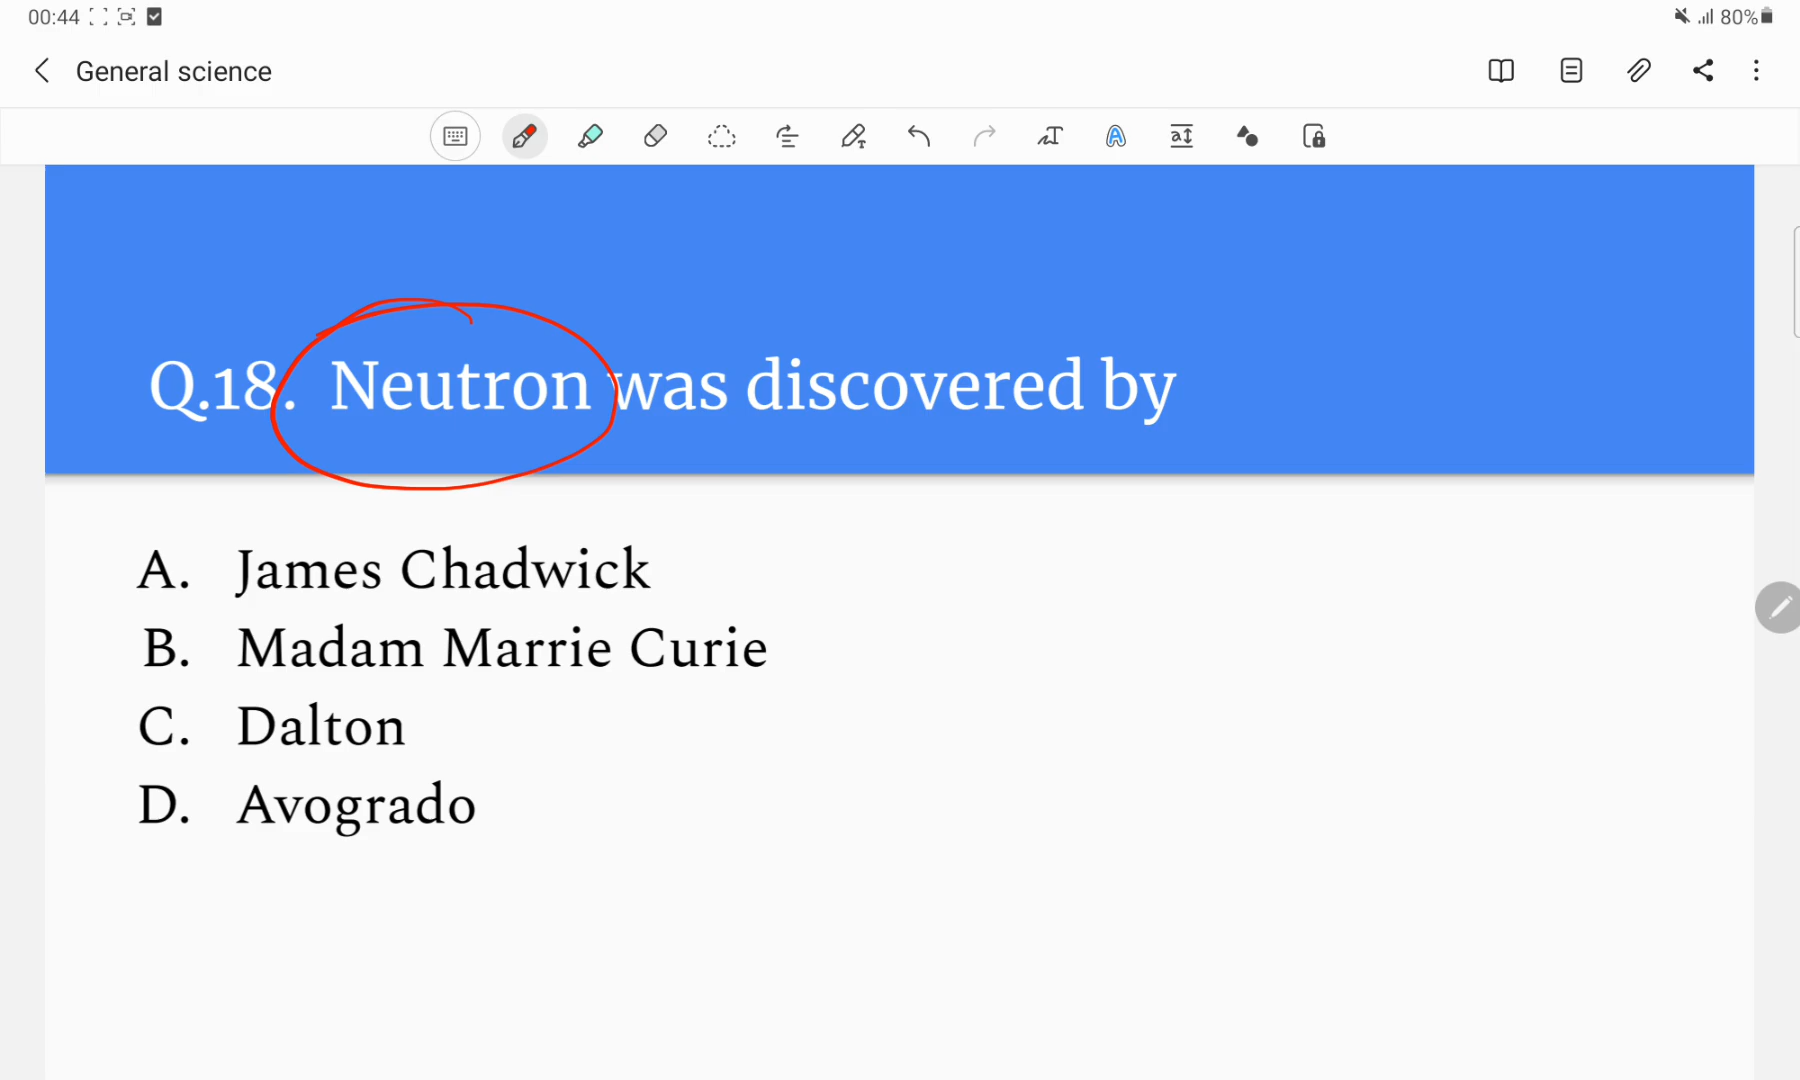 00:44
80%
General science
Q.18. Neutron was discovered by
A. James Chadwick
B. Madam Marrie Curie
C. Dalton
D. Avogrado